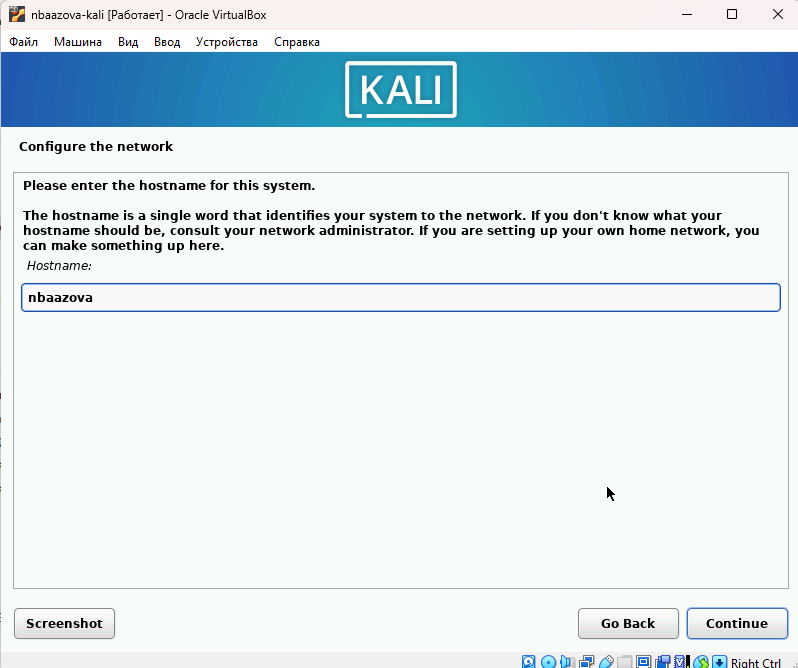 nbaazova-kali [Работает] - Oracle VirtualBox
Файл Машина Вид Ввод Устройства Справка
KALI
Configure the network
Please enter the hostname for this system.
The hostname is a single word that identifies your system to the network. If you don't know what your
hostname should be, consult your network administrator. If you are setting up your own home network, you
can make something up here.
Hostname:
nbaazova
Screenshot Go Back Continue
Right Ctrl